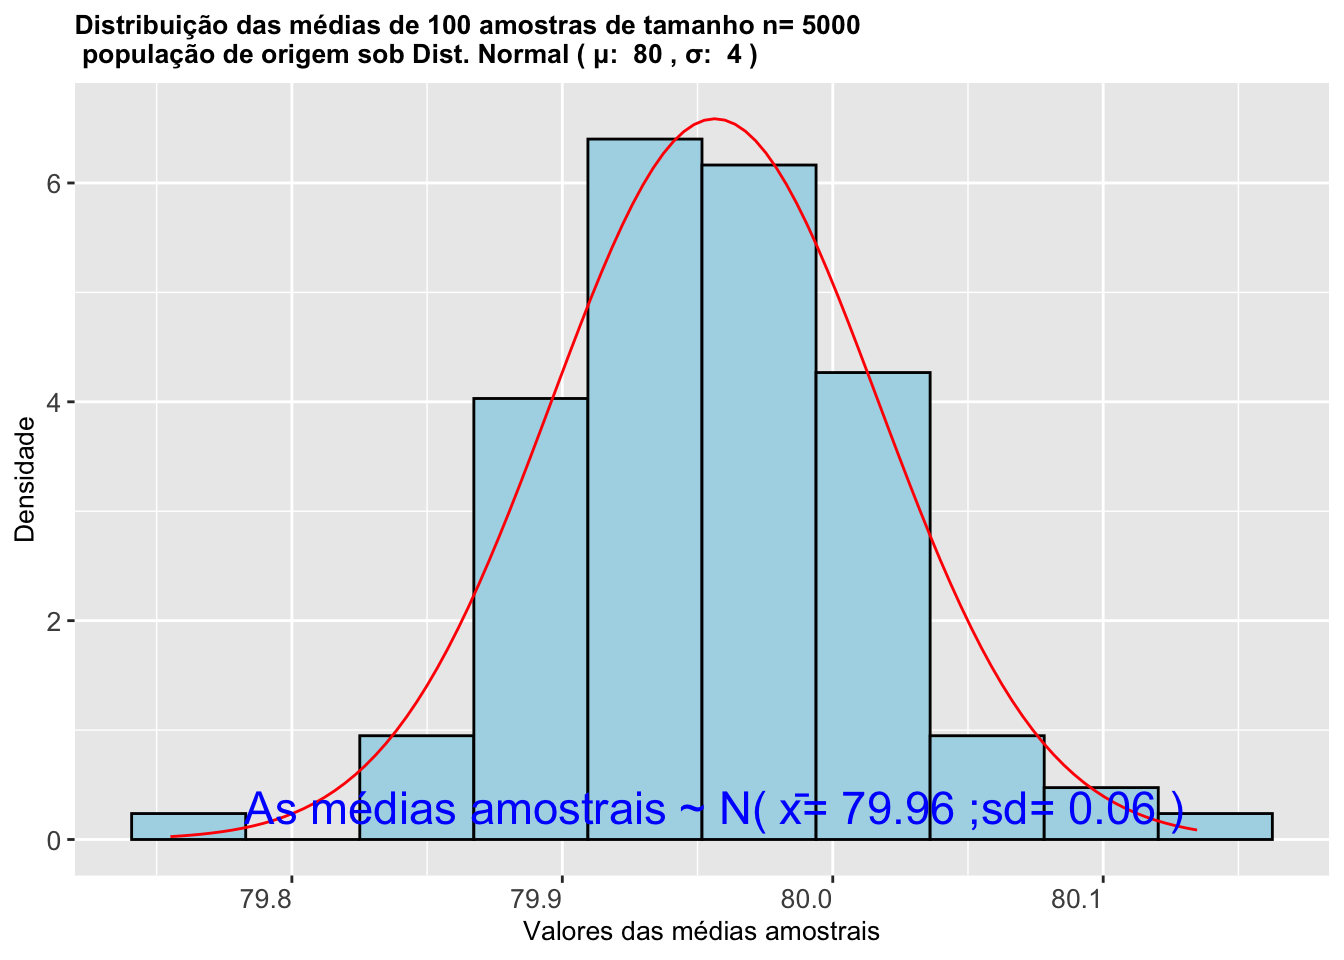 Distribuição das médias de 100 amostras de tamanho n= 5000
população de origem sob Dist. Normal ( μ:  80 , σ:  4 )
Densidade
6
4
2
0
As médias amostrais ~ N( x̄= 79.96 ;sd= 0.06 )
79.8 79.9 80.0 80.1
Valores das médias amostrais